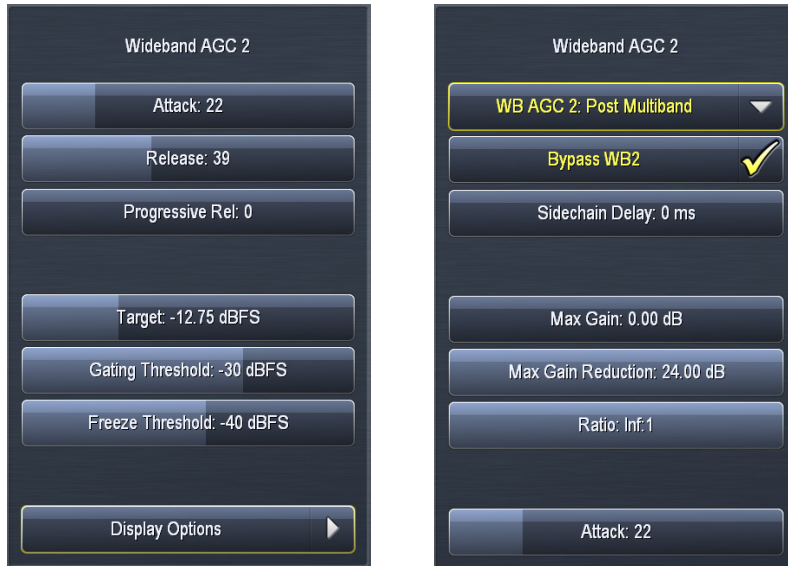 Wideband AGC 2
Attack: 22
Release: 39
Progressive Rel: 0
Target: -12.75 dBFS
Gating Threshold: -30 dBFS
Freeze Threshold: -40 dBFS
Display Options
Wideband AGC 2
WB AGC 2: Post Multiband
Bypass WB2
Sidechain Delay: 0 ms
Max Gain: 0.00 dB
Max Gain Reduction: 24.00 dB
Ratio: Inf:1
Attack: 22